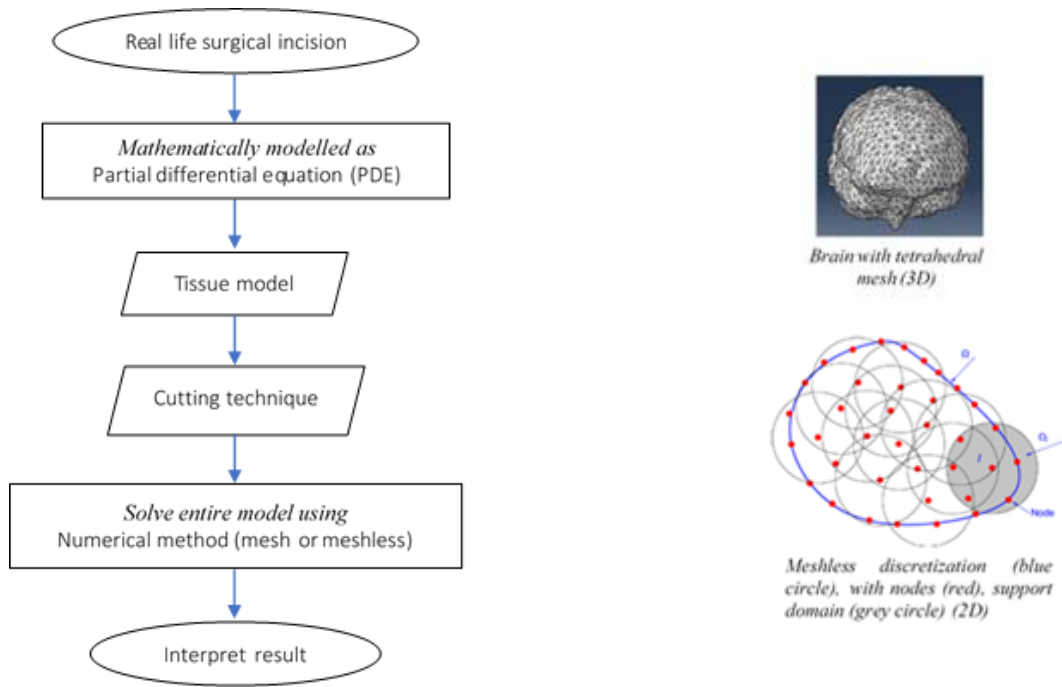 Real life surgical incision
Mathematically modelled as
Partial differential equation (PDE)
Tissue model
Cutting technique
Solve entire model using
Numerical method (mesh or meshless)
Interpret result
Brain with tetrahedral
mesh (3D)
I
Node
Meshless discretization (blue
circle), with nodes (red), support
domain (grey circle) (2D)